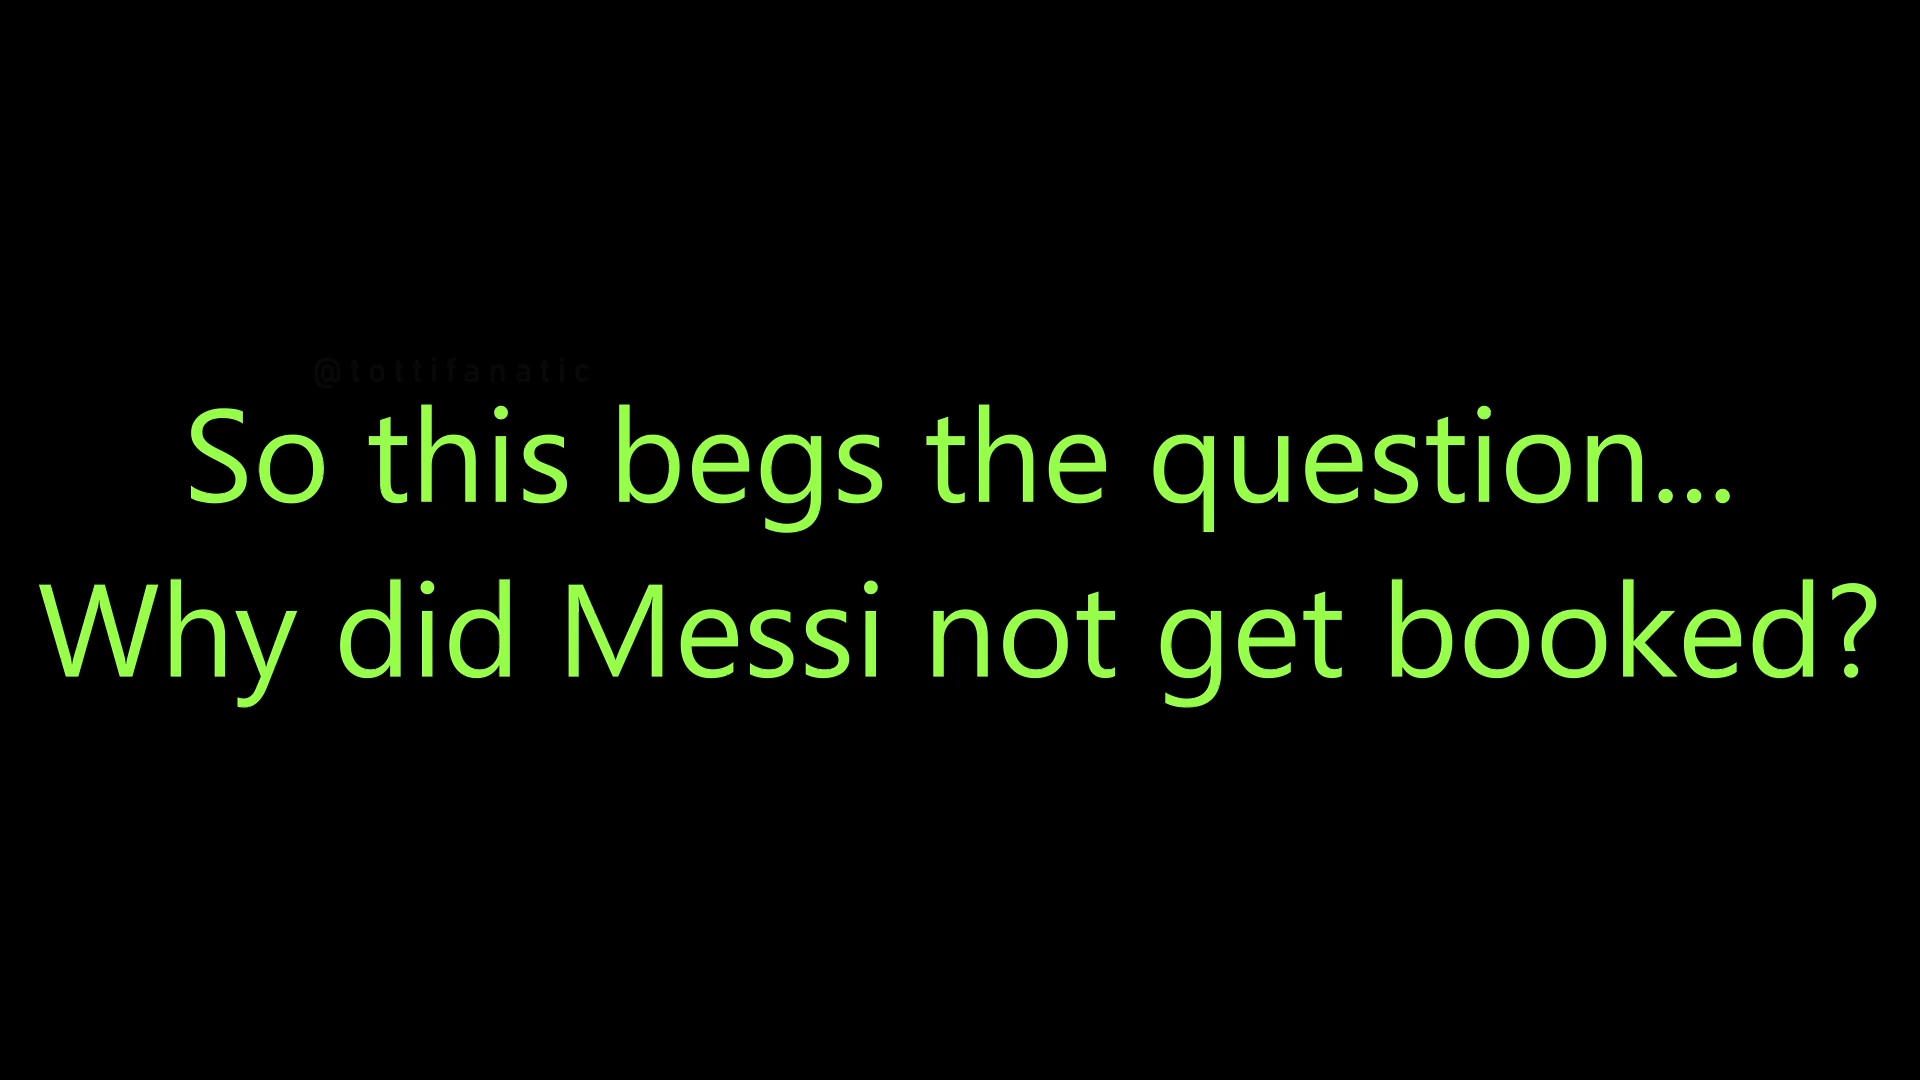 @tottifanatic
So this begs the question...
Why did Messi not get booked?